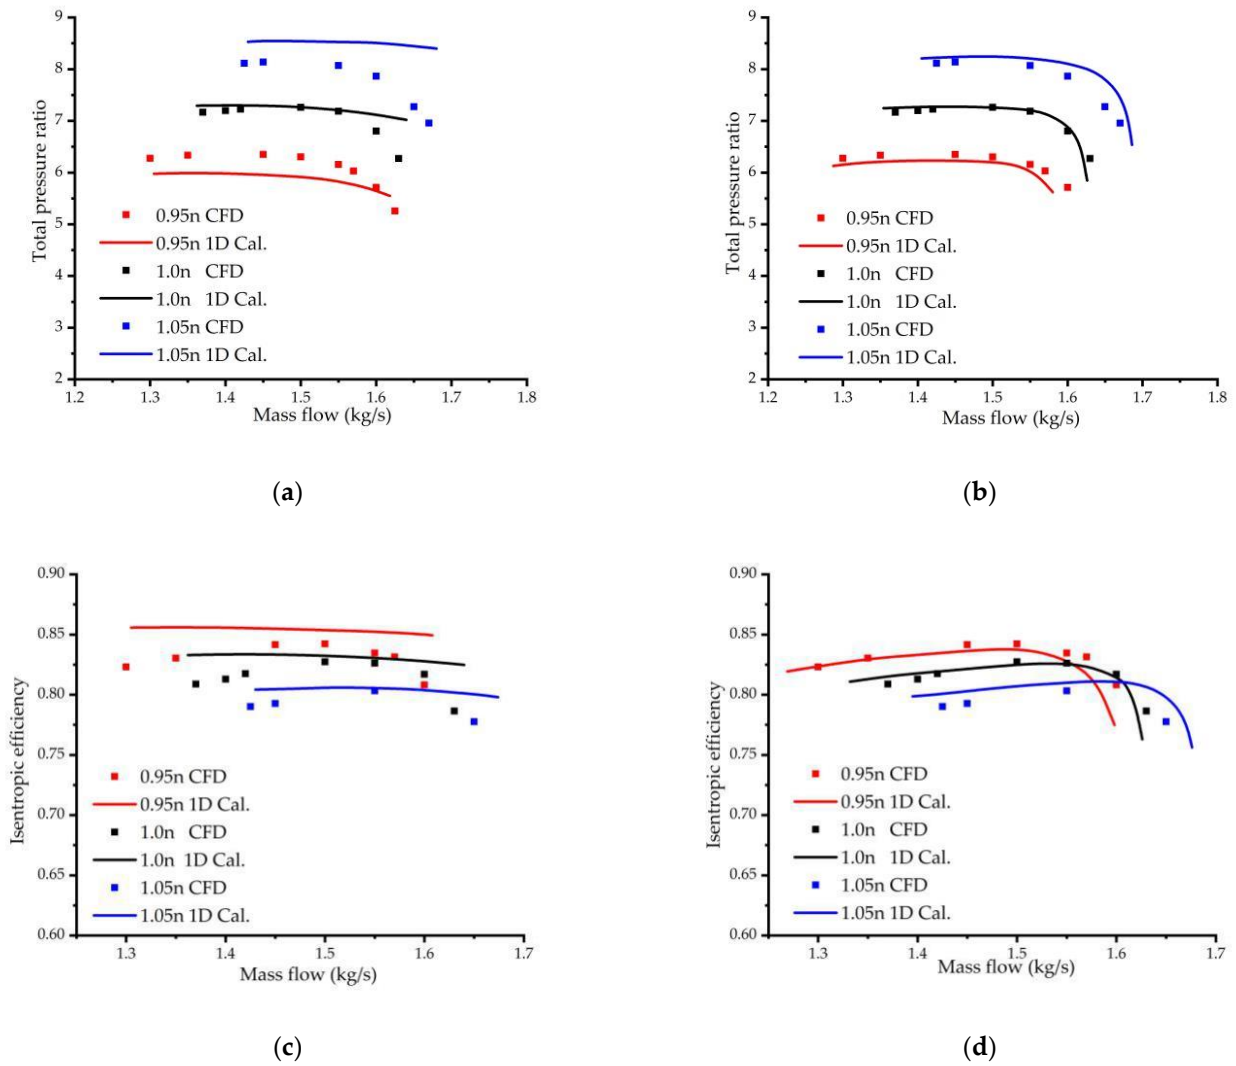 9
8
7
6
5
4
3
2
Total pressure ratio
0.95n CFD
0.95n 1D Cal.
1.0n CFD
1.0n 1D Cal.
1.05n CFD
1.05n 1D Cal.
1.2 1.3 1.4 1.5 1.6 1.7 1.8
Mass flow (kg/s)
(a)
9
8
7
6
5
4
3
2
Total pressure ratio
0.95n CFD
0.95n 1D Cal.
1.0n CFD
1.0n 1D Cal.
1.05n CFD
1.05n 1D Cal.
1.2 1.3 1.4 1.5 1.6 1.7 1.8
Mass flow (kg/s)
(b)
0.90
0.85
0.80
0.75
0.70
0.65
0.60
Isentropic efficiency
0.95n CFD
0.95n 1D Cal.
1.0n CFD
1.0n 1D Cal.
1.05n CFD
1.05n 1D Cal.
1.3 1.4 1.5 1.6 1.7
Mass flow (kg/s)
(c)
0.90
0.85
0.80
0.75
0.70
0.65
0.60
Isentropic efficiency
0.95n CFD
0.95n 1D Cal.
1.0n CFD
1.0n 1D Cal.
1.05n CFD
1.05n 1D Cal.
1.3 1.4 1.5 1.6 1.7
Mass flow (kg/s)
(d)